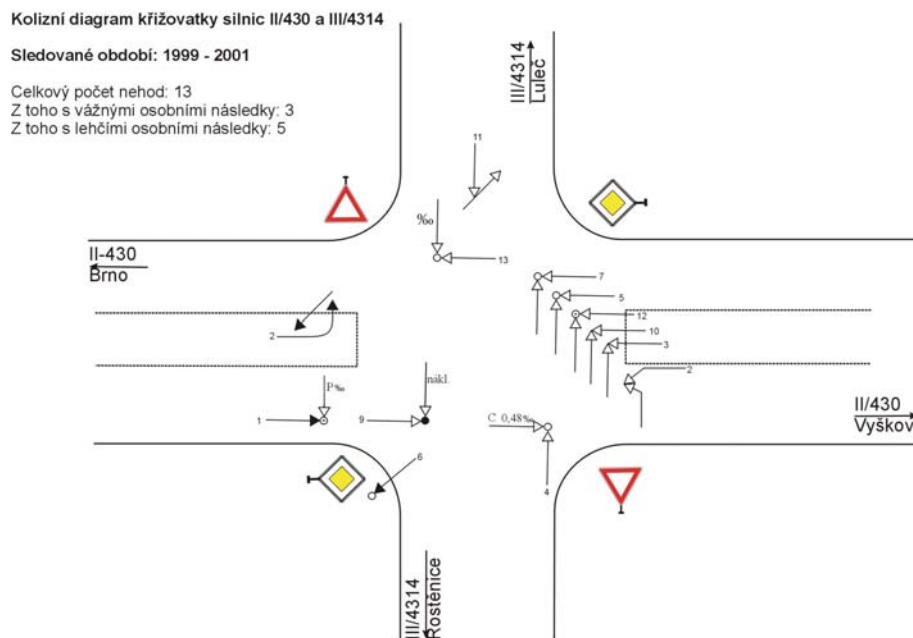 Kolizní diagram křižovatky silnic II/430 a III/4314
Sledované období: 1999 - 2001
Celkový počet nehod: 13
Z toho s vážnými osobními následky: 3
Z toho s lehčími osobními následky: 5
III/4314
Luleč
11
‰
13
II-430
Brno
7
5
12
10
3
2
2
P‰
nákl.
1
9
C 0,48‰
II/430
Vyškov
6
4
III/4314
Rostěnice